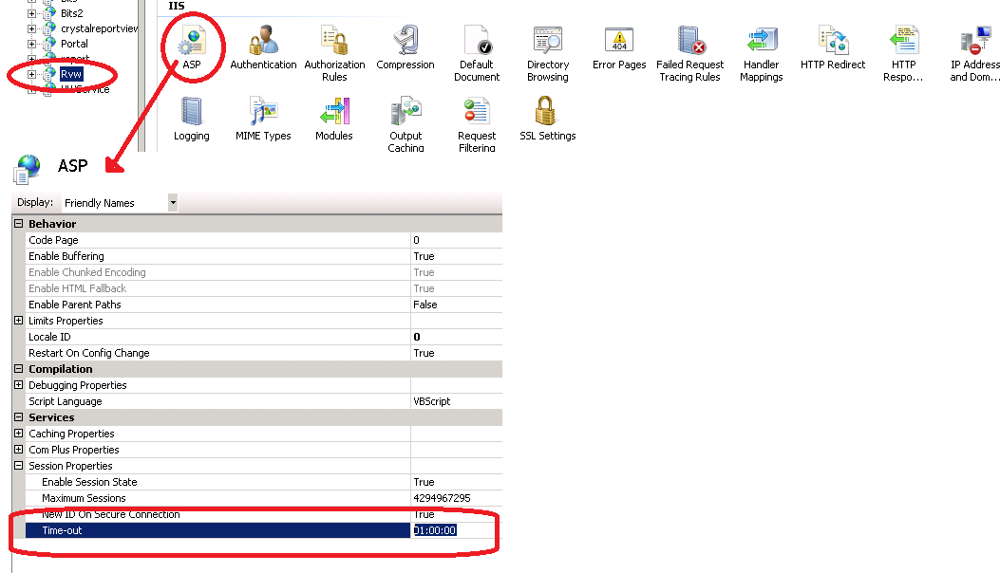 IIS
Bits
Bits2
crystalreportview
Portal
report
Rvw
ASP
Authentication
Authorization
Rules
Compression
Default
Document
Directory
Browsing
404
Error Pages
Failed Request
Tracing Rules
Handler
Mappings
HTTP Redirect
HTTP
Respo...
IP Address
and Dom...
Logging
MIME Types
Modules
Output
Caching
Request
Filtering
SSL Settings
ASP
Display: Friendly Names
Behavior
Code Page 0
Enable Buffering True
Enable Chunked Encoding True
Enable HTML Fallback True
Enable Parent Paths False
Limits Properties
Locale ID 0
Restart On Config Change True
Compilation
Debugging Properties
Script Language VBScript
Services
Caching Properties
Com Plus Properties
Session Properties
Enable Session State True
Maximum Sessions 4294967295
New ID On Secure Connection True
Time-out 01:00:00